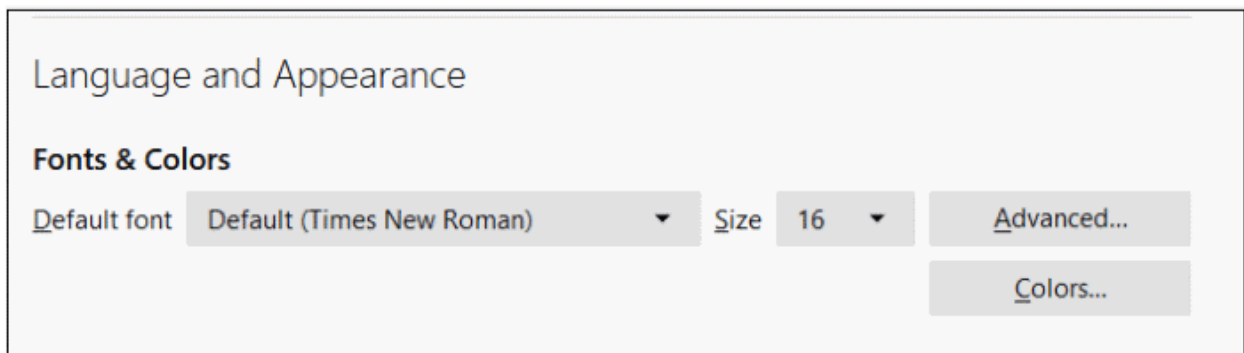 Language and Appearance
Fonts & Colors
Default font Default (Times New Roman) Size 16 Advanced...
Colors...